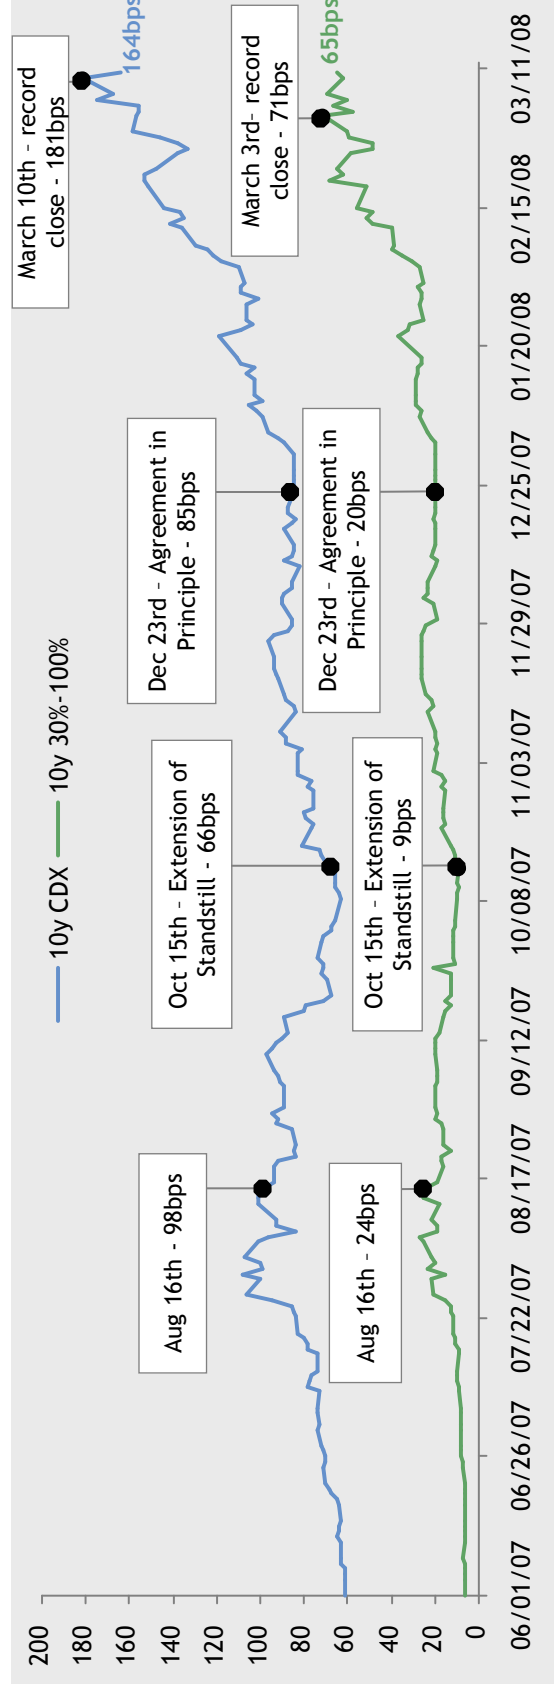 10y CDX
10y 30%-100%
March 10th - record
close - 181bps
164bps
March 3rd- record
close - 71bps
65bps
Dec 23rd - Agreement in
Principle - 85bps
Dec 23rd - Agreement in
Principle - 20bps
Oct 15th - Extension of
Standstill - 66bps
Oct 15th - Extension of
Standstill - 9bps
Aug 16th - 98bps
Aug 16th - 24bps
200
180
160
140
120
100
80
60
40
20
0
06/01/07
06/26/07
07/22/07
08/17/07
09/12/07
10/08/07
11/03/07
11/29/07
12/25/07
01/20/08
02/15/08
03/11/08